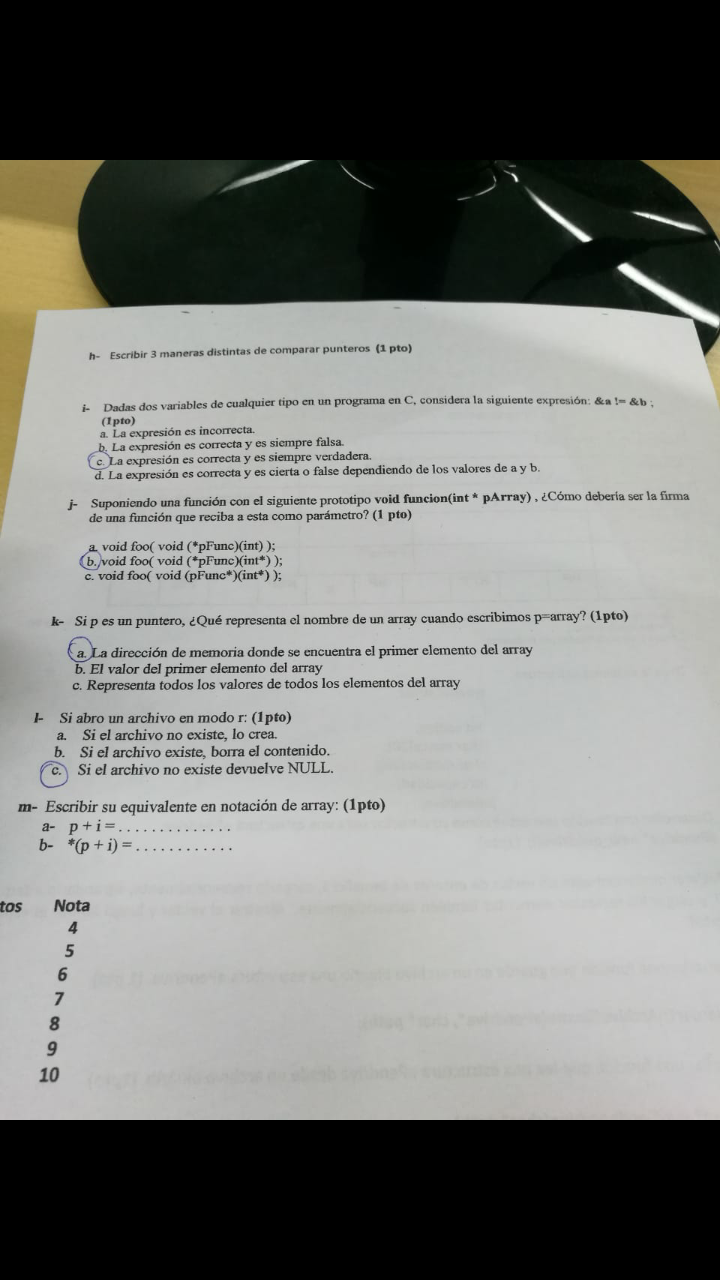 h- Escribir 3 maneras distintas de comparar punteros (1 pto)
i- Dadas dos variables de cualquier tipo en un programa en C, considera la siguiente expresión: &a != &b ;
(1pto)
a. La expresión es incorrecta.
b. La expresión es correcta y es siempre falsa.
c. La expresión es correcta y es siempre verdadera.
d. La expresión es correcta y es cierta o false dependiendo de los valores de a y b.
j- Suponiendo una función con el siguiente prototipo void funcion(int * pArray) , ¿Cómo debería ser la firma
de una función que reciba a esta como parámetro? (1 pto)
a. void foo( void (*pFunc)(int) );
b. void foo( void (*pFunc)(int*) );
c. void foo( void (pFunc*)(int*) );
k- Si p es un puntero, ¿Qué representa el nombre de un array cuando escribimos p=array? (1pto)
a. La dirección de memoria donde se encuentra el primer elemento del array
b. El valor del primer elemento del array
c. Representa todos los valores de todos los elementos del array
l- Si abro un archivo en modo r: (1pto)
a. Si el archivo no existe, lo crea.
b. Si el archivo existe, borra el contenido.
c. Si el archivo no existe devuelve NULL.
m- Escribir su equivalente en notación de array: (1pto)
a- p + i = . . . . . . . . . . . . . .
b- *(p + i) = . . . . . . . . . . . .
tos Nota
4
5
6
7
8
9
10